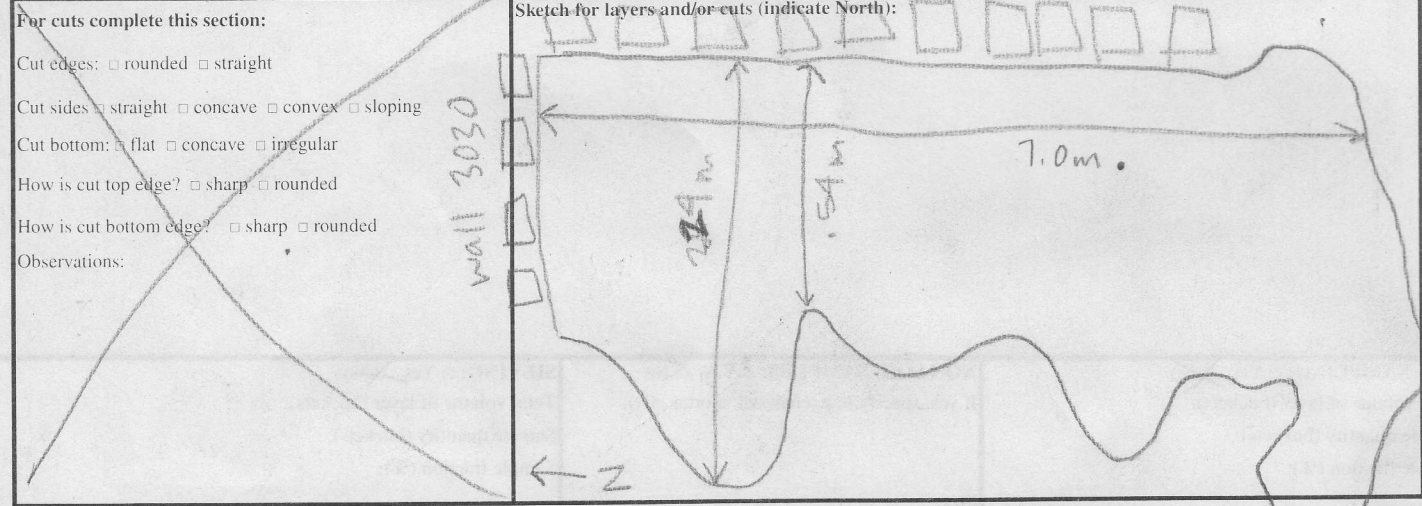 For cuts complete this section:
Cut edges: □ rounded □ straight
Cut sides □ straight □ concave □ convex □ sloping
Cut bottom: □ flat □ concave □ irregular
How is cut top edge? □ sharp □ rounded
How is cut bottom edge? □ sharp □ rounded
Observations:
Sketch for layers and/or cuts (indicate North):
wall 3030
7.0m
.54 m
N